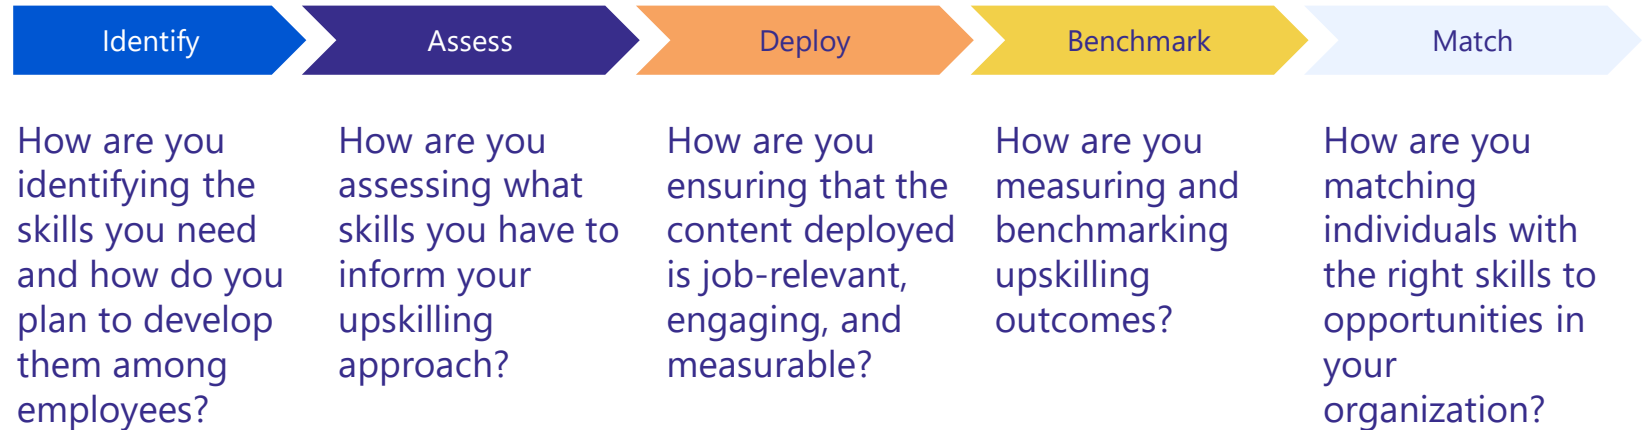 Identify
Assess
Deploy
Benchmark
Match
How are you
identifying the
skills you need
and how do you
plan to develop
them among
employees?
How are you
assessing what
skills you have to
inform your
upskilling
approach?
How are you
ensuring that the
content deployed
is job-relevant,
engaging, and
measurable?
How are you
measuring and
benchmarking
upskilling
outcomes?
How are you
matching
individuals with
the right skills to
opportunities in
your
organization?